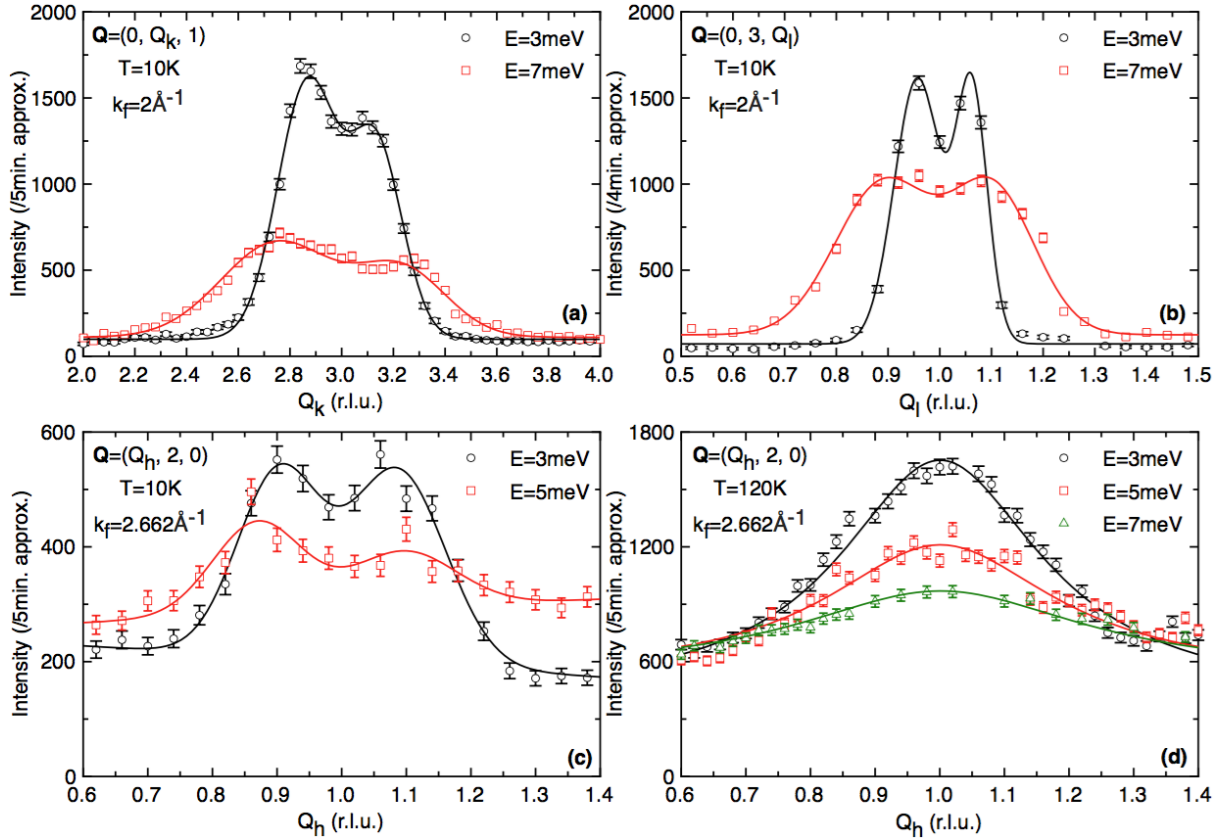 Q=(0, Qk, 1)
T=10K
kf=2Å-1
E=3meV
E=7meV
(a)
Intensity (/5min. approx.)
2000
1500
1000
500
0
2.0 2.2 2.4 2.6 2.8 3.0 3.2 3.4 3.6 3.8 4.0
Qk (r.l.u.)
Q=(0, 3, Ql)
T=10K
kf=2Å-1
E=3meV
E=7meV
(b)
Intensity (/4min. approx.)
2000
1500
1000
500
0
0.5 0.6 0.7 0.8 0.9 1.0 1.1 1.2 1.3 1.4 1.5
Ql (r.l.u.)
Q=(Qh, 2, 0)
T=10K
kf=2.662Å-1
E=3meV
E=5meV
(c)
Intensity (/5min. approx.)
600
400
200
0
0.6 0.7 0.8 0.9 1.0 1.1 1.2 1.3 1.4
Qh (r.l.u.)
Q=(Qh, 2, 0)
T=120K
kf=2.662Å-1
E=3meV
E=5meV
E=7meV
(d)
Intensity (/5min. approx.)
1800
1200
600
0
0.6 0.7 0.8 0.9 1.0 1.1 1.2 1.3 1.4
Qh (r.l.u.)